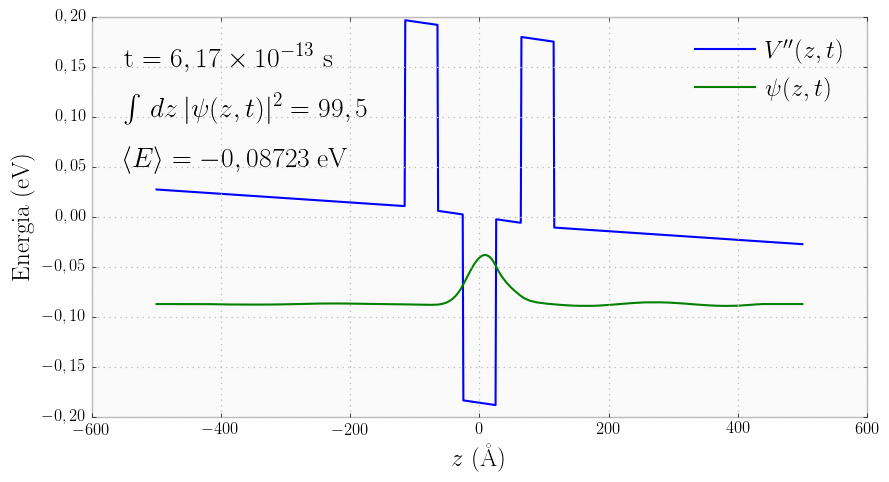 0,20
0,15
0,10
0,05
0,00
−0,05
−0,10
−0,15
−0,20
−600
−400
−200
0
200
400
600
Energia (eV)
z (Å)
t = 6,17 × 10⁻¹³ s
∫ dz |ψ(z, t)|² = 99,5
⟨E⟩ = −0,08723 eV
V′′(z, t)
ψ(z, t)